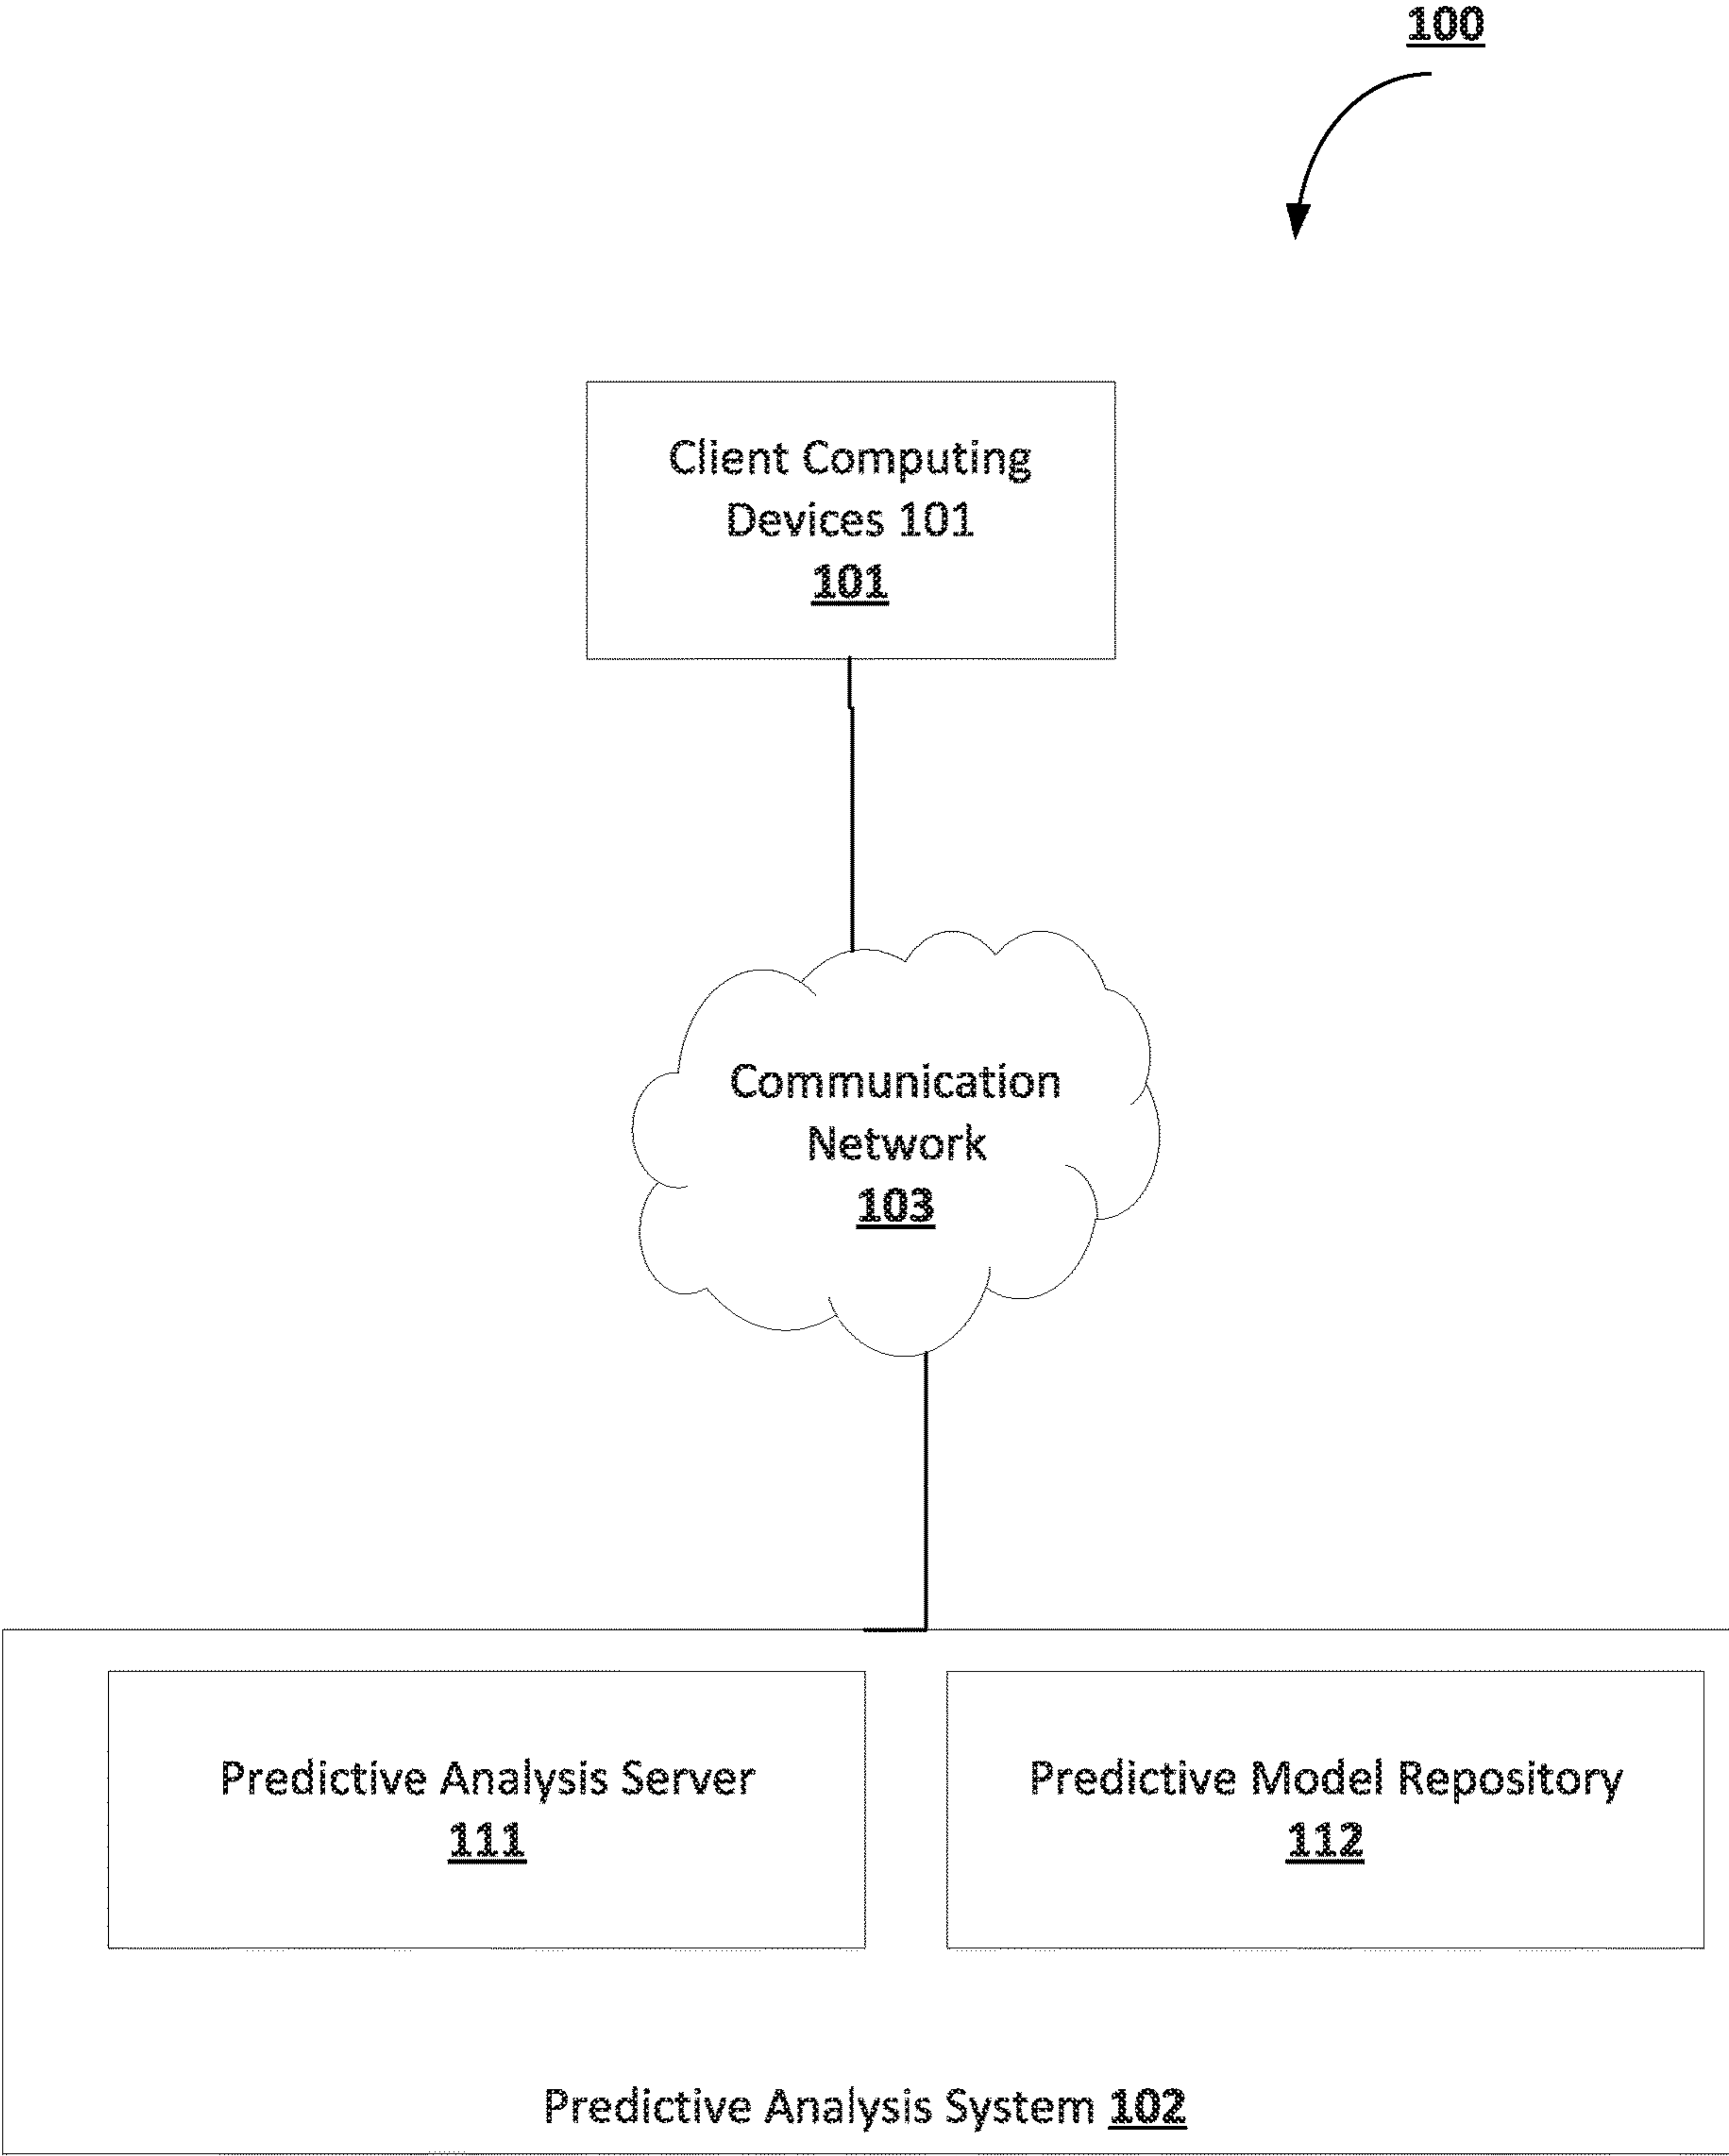 100
Client Computing
Devices 101
101
Communication
Network
103
Predictive Analysis Server
111
Predictive Model Repository
112
Predictive Analysis System 102